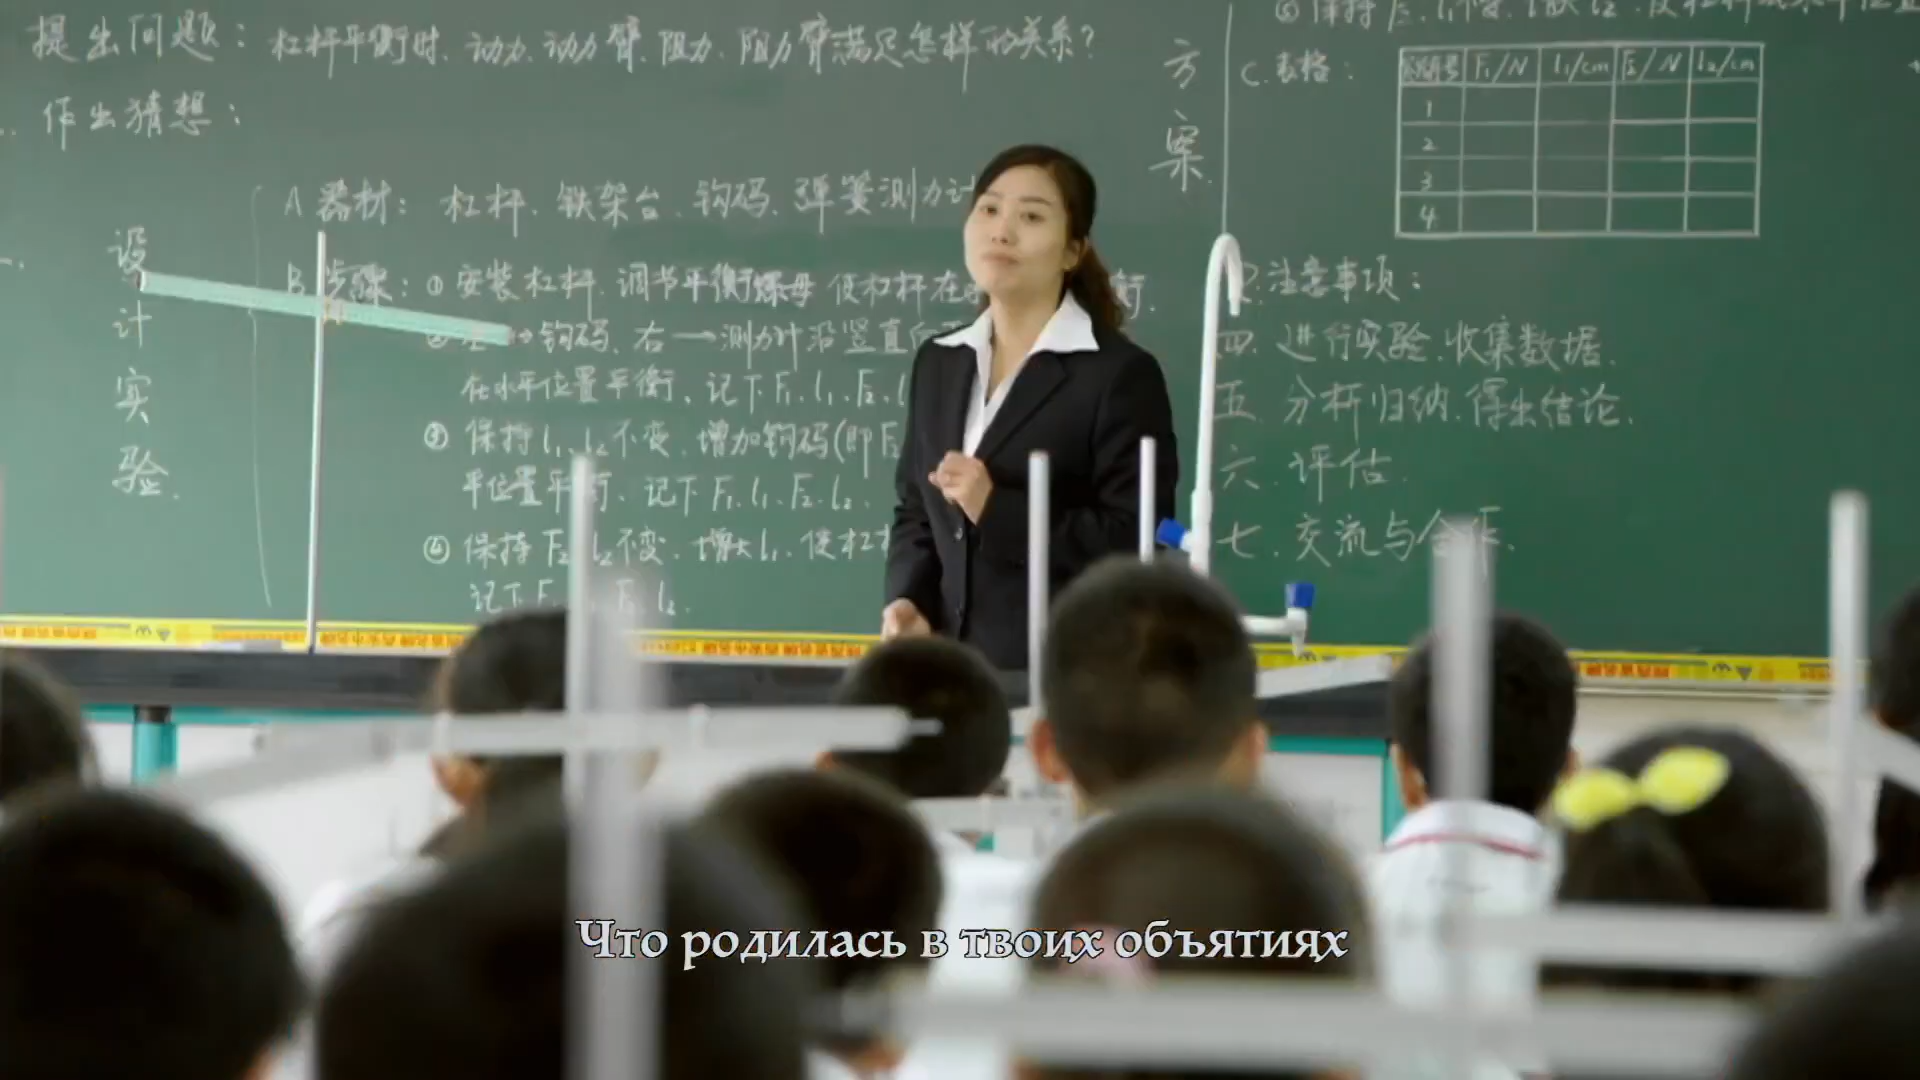 提出问题：杠杆平衡时、动力、动力臂、阻力、阻力臂满足怎样的关系？
作出猜想：
设计实验.
方案.
A 器材：杠杆、铁架台、钩码、弹簧测力计
B 步骤：① 安装杠杆、调节平衡螺母 使杠杆在
钩码、右→测力计沿竖直向
在水平位置平衡、记下F₁、l₁、F₂、l
③ 保持l₁、l₂不变、增加钩码(即F
平位置平衡、记下F₁、l₁、F₂、l₂.
④ 保持F₂、l₂不变、增大l₁、使杠杆
记下F l₂.
C.表格：
F₁/N l₁/cm F₂/N l₂/cm
1
2
3
4
注意事项：
四.进行实验.收集数据.
五.分析归纳.得出结论.
六.评估.
七.交流与合作.
Что родилась в твоих объятиях